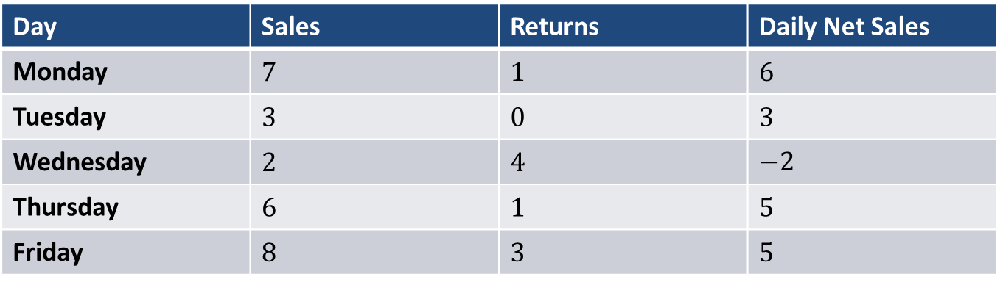 Day Sales Returns Daily Net Sales
Monday 7 1 6
Tuesday 3 0 3
Wednesday 2 4 −2
Thursday 6 1 5
Friday 8 3 5